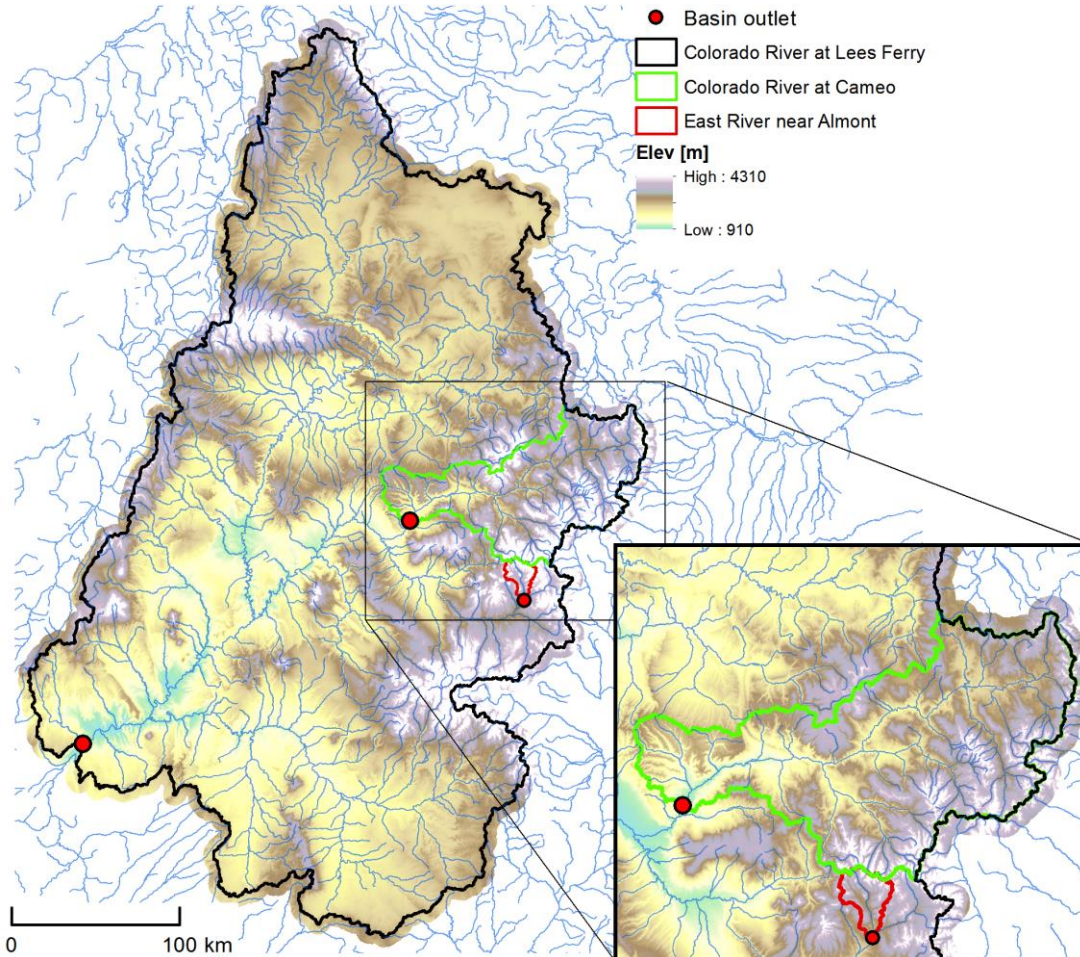 Basin outlet
Colorado River at Lees Ferry
Colorado River at Cameo
East River near Almont
Elev [m]
High : 4310
Low : 910
0 100 km